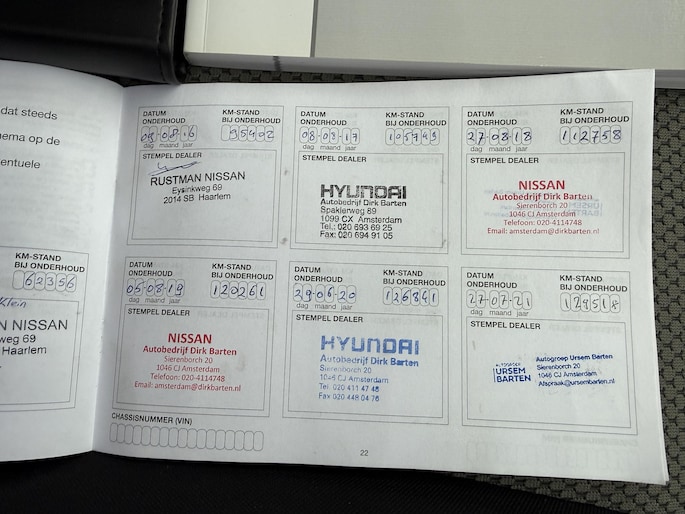 dat steeds
ema op de
entuele
KM-STAND
BIJ ONDERHOUD
62356
Klein
N NISSAN
weg 69
Haarlem
DATUM
ONDERHOUD
KM-STAND
BIJ ONDERHOUD
09-08-16
95402
dag maand jaar
STEMPEL DEALER
RUSTMAN NISSAN
Eysinkweg 69
2014 SB Haarlem
DATUM
ONDERHOUD
KM-STAND
BIJ ONDERHOUD
08-08-17
105743
dag maand jaar
STEMPEL DEALER
HYUNDAI
Autobedrijf Dirk Barten
Spaklerweg 89
1099 CX Amsterdam
Tel.: 020 693 69 25
Fax: 020 694 91 05
DATUM
ONDERHOUD
KM-STAND
BIJ ONDERHOUD
27-08-18
112758
dag maand jaar
STEMPEL DEALER
NISSAN
Autobedrijf Dirk Barten
Sierenborch 20
1046 CJ Amsterdam
Telefoon: 020-4114748
Email: amsterdam@dirkbarten.nl
DATUM
ONDERHOUD
KM-STAND
BIJ ONDERHOUD
05-08-19
120261
dag maand jaar
STEMPEL DEALER
NISSAN
Autobedrijf Dirk Barten
Sierenborch 20
1046 CJ Amsterdam
Telefoon: 020-4114748
Email: amsterdam@dirkbarten.nl
DATUM
ONDERHOUD
KM-STAND
BIJ ONDERHOUD
29-06-20
126841
dag maand jaar
STEMPEL DEALER
HYUNDAI
Autobedrijf Dirk Barten
Sierenborch 20
1046 CJ Amsterdam
Tel. 020 411 47 48
Fax 020 448 04 76
DATUM
ONDERHOUD
KM-STAND
BIJ ONDERHOUD
27-07-21
129518
dag maand jaar
STEMPEL DEALER
AUTOGROEP
URSEM
BARTEN
Autogroep Ursem Barten
Sierenborch 20
1046 CJ Amsterdam
Afspraak@ursembarten.nl
CHASSISNUMMER (VIN)
22